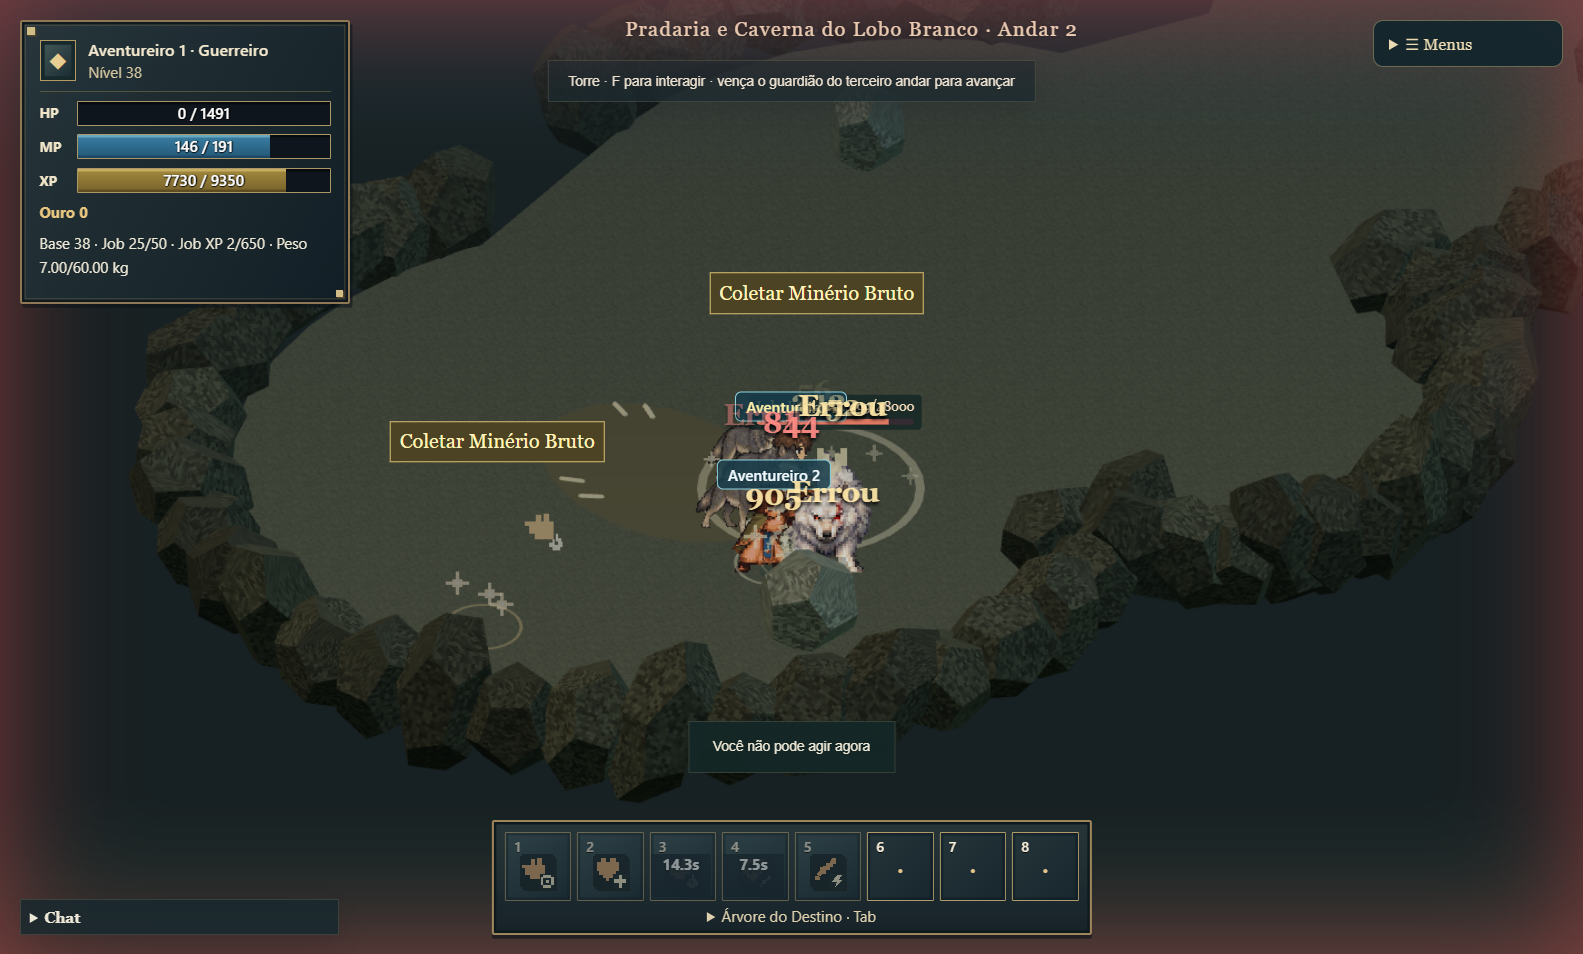 Aventureiro 1 · Guerreiro
Nível 38
HP
0 / 1491
MP
146 / 191
XP
7730 / 9350
Ouro 0
Base 38 · Job 25/50 · Job XP 2/650 · Peso
7.00/60.00 kg
Pradaria e Caverna do Lobo Branco · Andar 2
Torre · F para interagir · vença o guardião do terceiro andar para avançar
☰ Menus
Coletar Minério Bruto
Coletar Minério Bruto
Errou
844
Aventureiro 2
905
Errou
Você não pode agir agora
1
2
3
14.3s
4
7.5s
5
6
7
8
Árvore do Destino · Tab
Chat